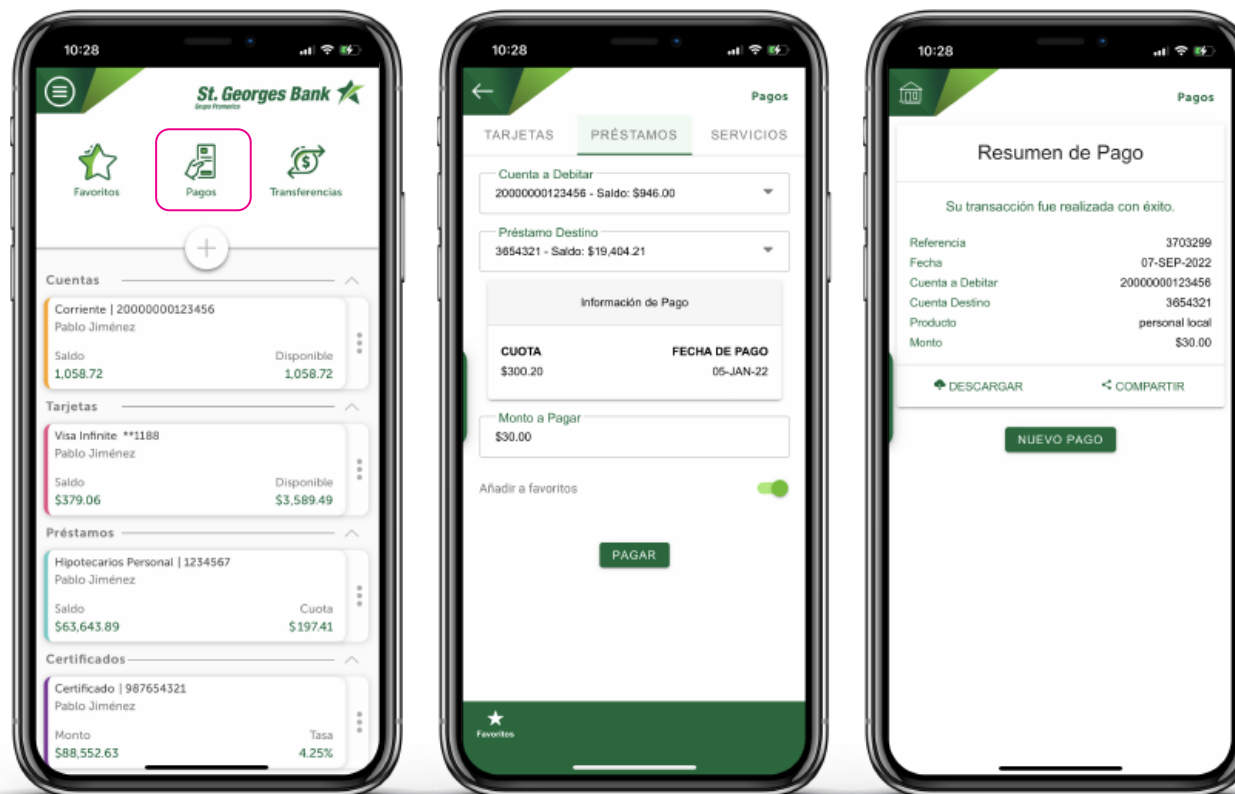 10:28
St. Georges Bank
Grupo Promerica
Favoritos
Pagos
Transferencias
Cuentas
Corriente | 20000000123456
Pablo Jiménez
Saldo Disponible
1,058.72 1,058.72
Tarjetas
Visa Infinite **1188
Pablo Jiménez
Saldo Disponible
$379.06 $3,589.49
Préstamos
Hipotecarios Personal | 1234567
Pablo Jiménez
Saldo Cuota
$63,643.89 $197.41
Certificados
Certificado | 987654321
Pablo Jiménez
Monto Tasa
$88,552.63 4.25%
10:28
Pagos
TARJETAS PRÉSTAMOS SERVICIOS
Cuenta a Debitar
20000000123456 - Saldo: $946.00
Préstamo Destino
3654321 - Saldo: $19,404.21
Información de Pago
CUOTA FECHA DE PAGO
$300.20 05-JAN-22
Monto a Pagar
$30.00
Añadir a favoritos
PAGAR
Favoritos
10:28
Pagos
Resumen de Pago
Su transacción fue realizada con éxito.
Referencia 3703299
Fecha 07-SEP-2022
Cuenta a Debitar 20000000123456
Cuenta Destino 3654321
Producto personal local
Monto $30.00
DESCARGAR COMPARTIR
NUEVO PAGO